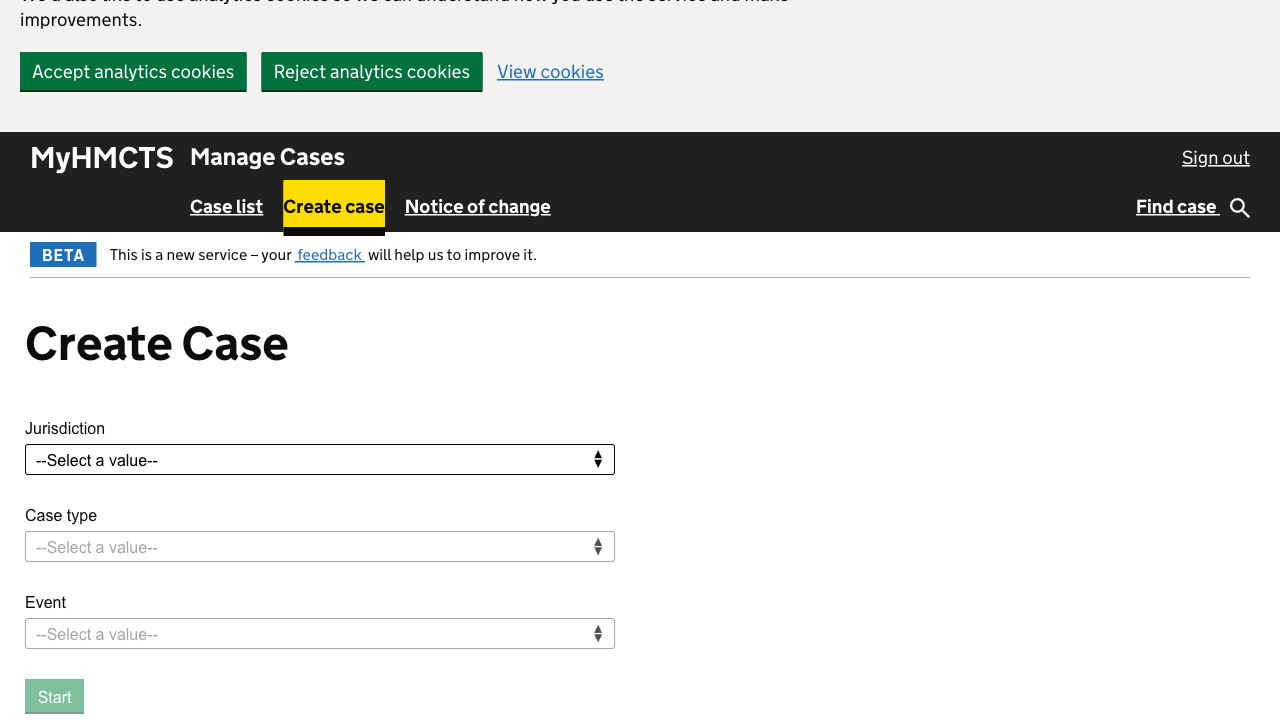 improvements.
Accept analytics cookies Reject analytics cookies View cookies
MyHMCTS Manage Cases Sign out
Case list Create case Notice of change Find case
BETA This is a new service – your feedback will help us to improve it.
Create Case
Jurisdiction
--Select a value--
Case type
--Select a value--
Event
--Select a value--
Start